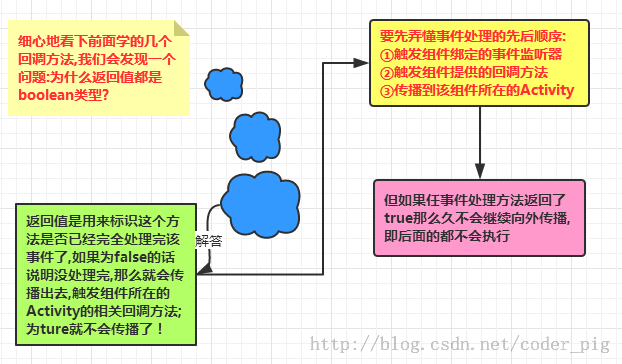 细心地看下前面学的几个
回调方法,我们会发现一个
问题:为什么返回值都是
boolean类型?
要先弄懂事件处理的先后顺序:
①触发组件绑定的事件监听器
②触发组件提供的回调方法
③传播到该组件所在的Activity
但如果任事件处理方法返回了
true那么久不会继续向外传播,
即后面的都不会执行
解答
返回值是用来标识这个方
法是否已经完全处理完该
事件了,如果为false的话
说明没处理完,那么就会传
播出去,触发组件所在的
Activity的相关回调方法;
为ture就不会传播了！
http://blog.csdn.net/coder_pig